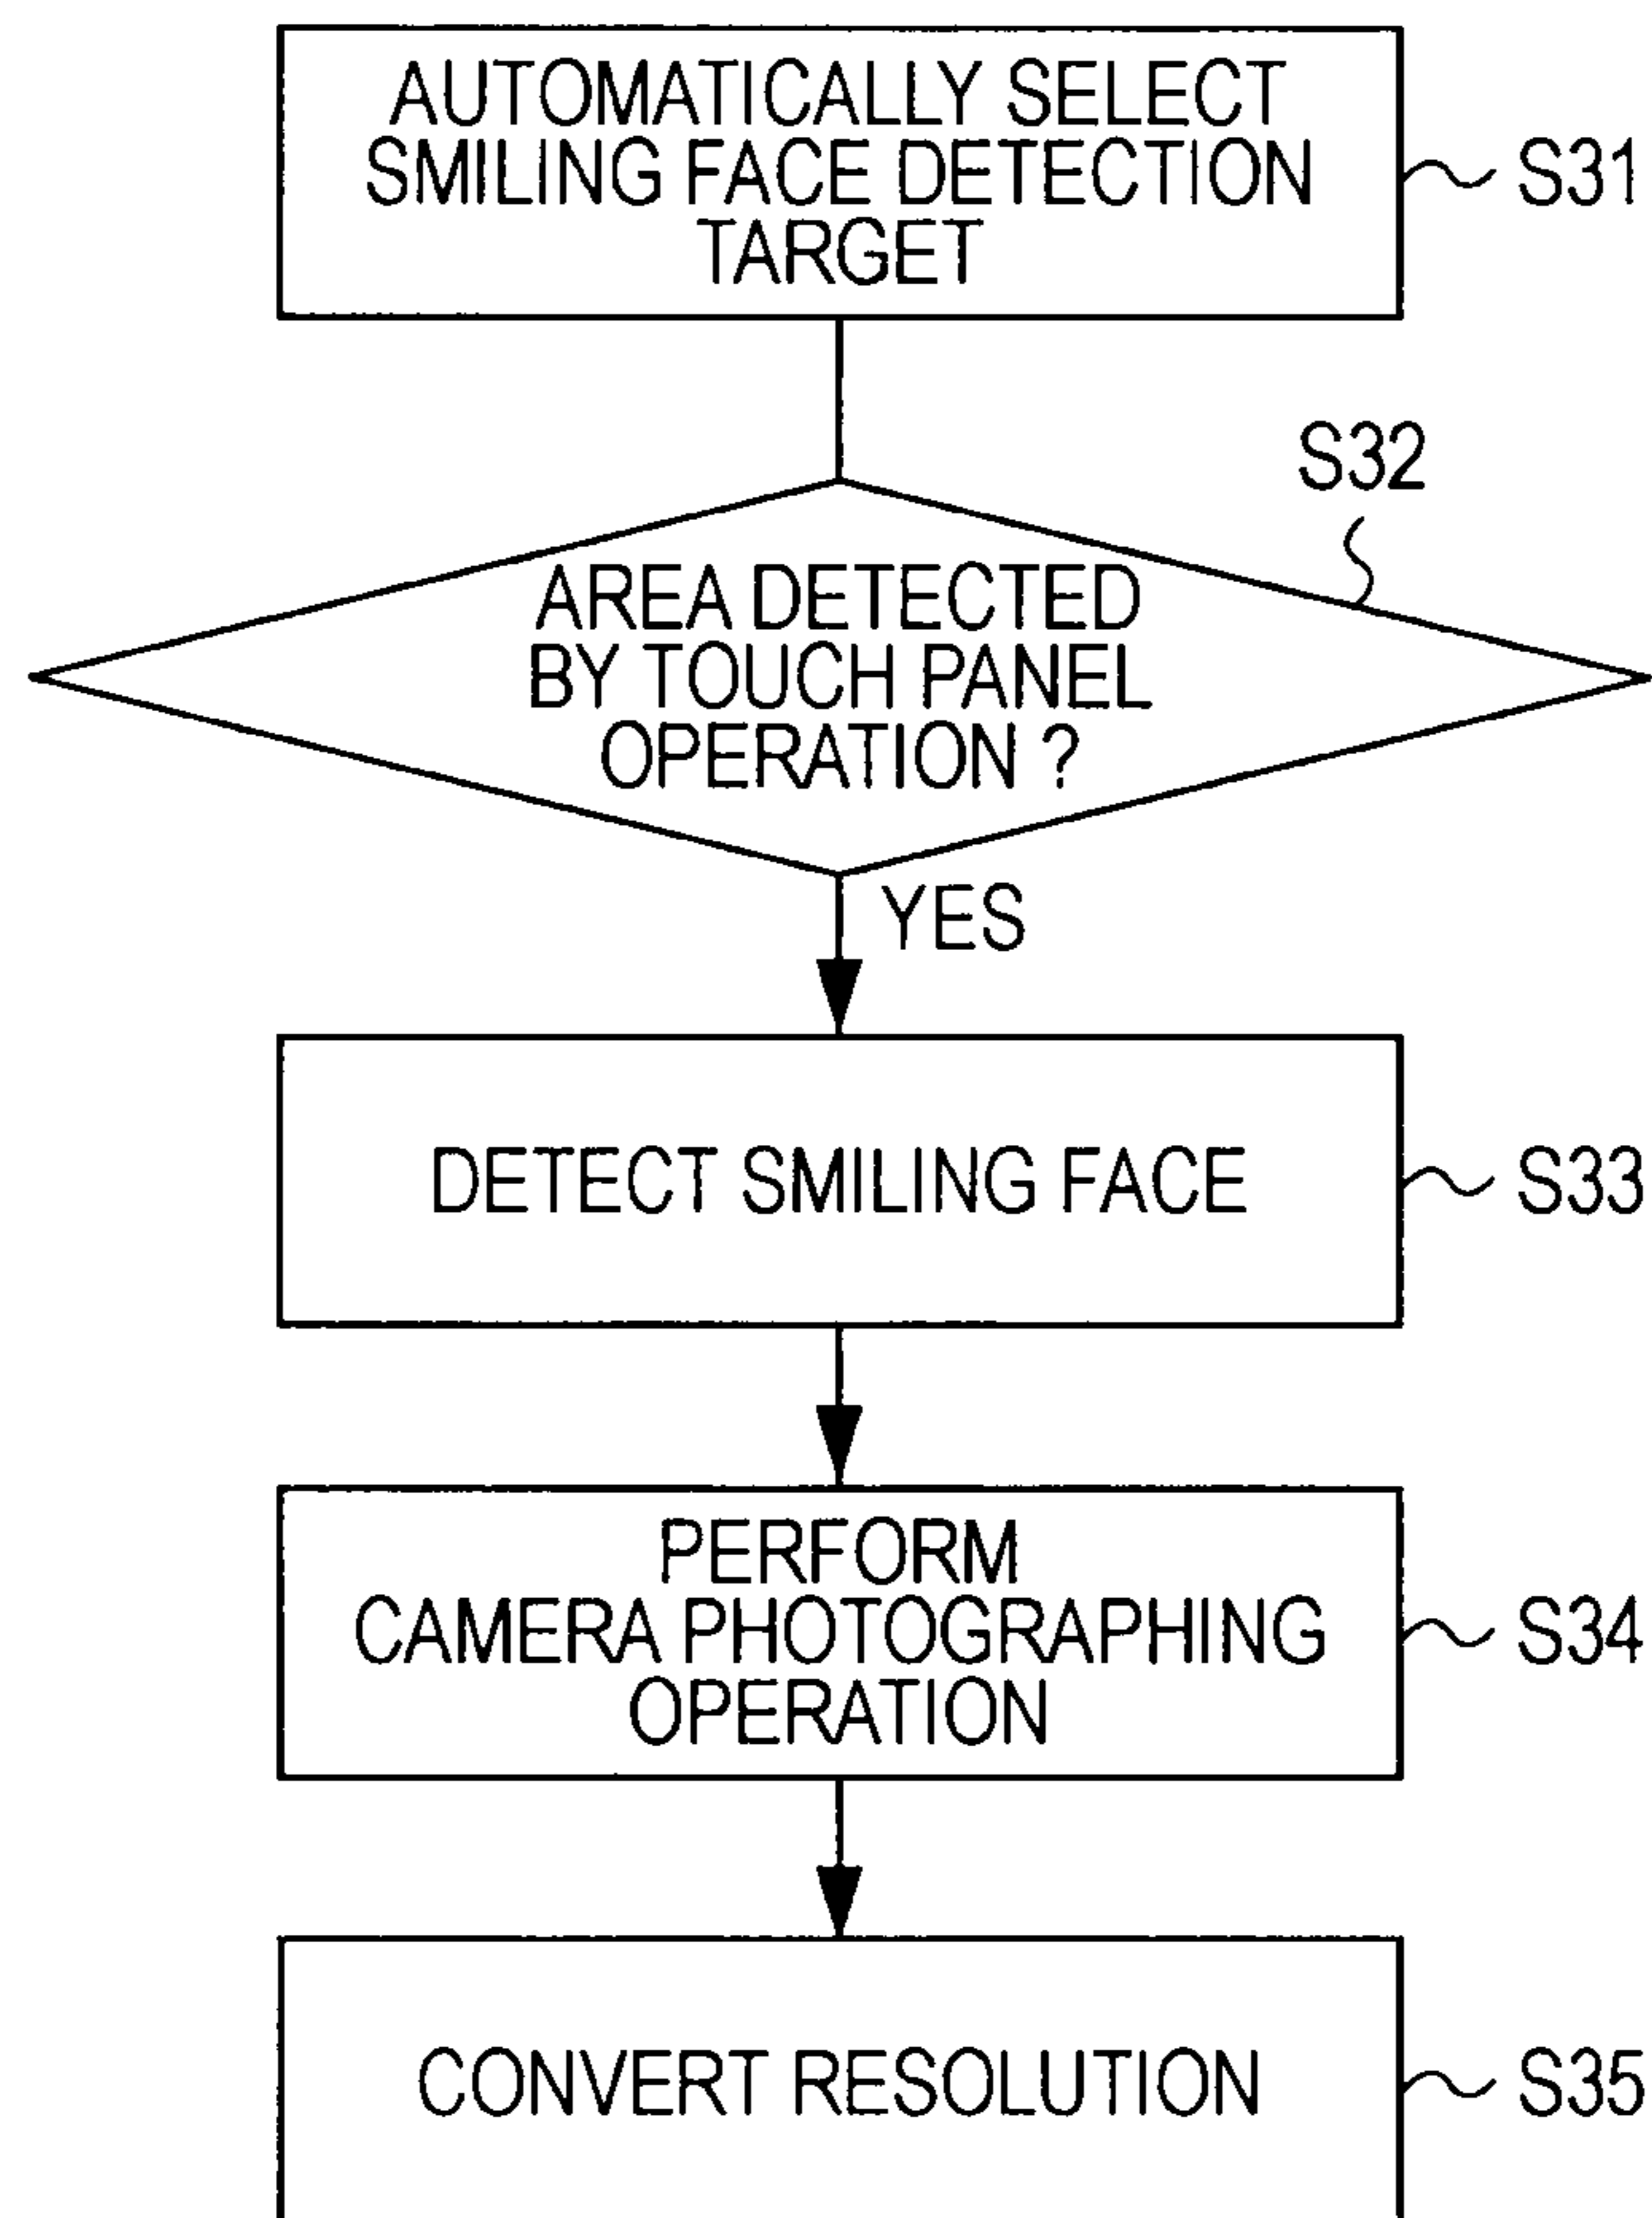 AUTOMATICALLY SELECT
SMILING FACE DETECTION
TARGET
S31
S32
AREA DETECTED
BY TOUCH PANEL
OPERATION ?
YES
DETECT SMILING FACE
S33
PERFORM
CAMERA PHOTOGRAPHING
OPERATION
S34
CONVERT RESOLUTION
S35